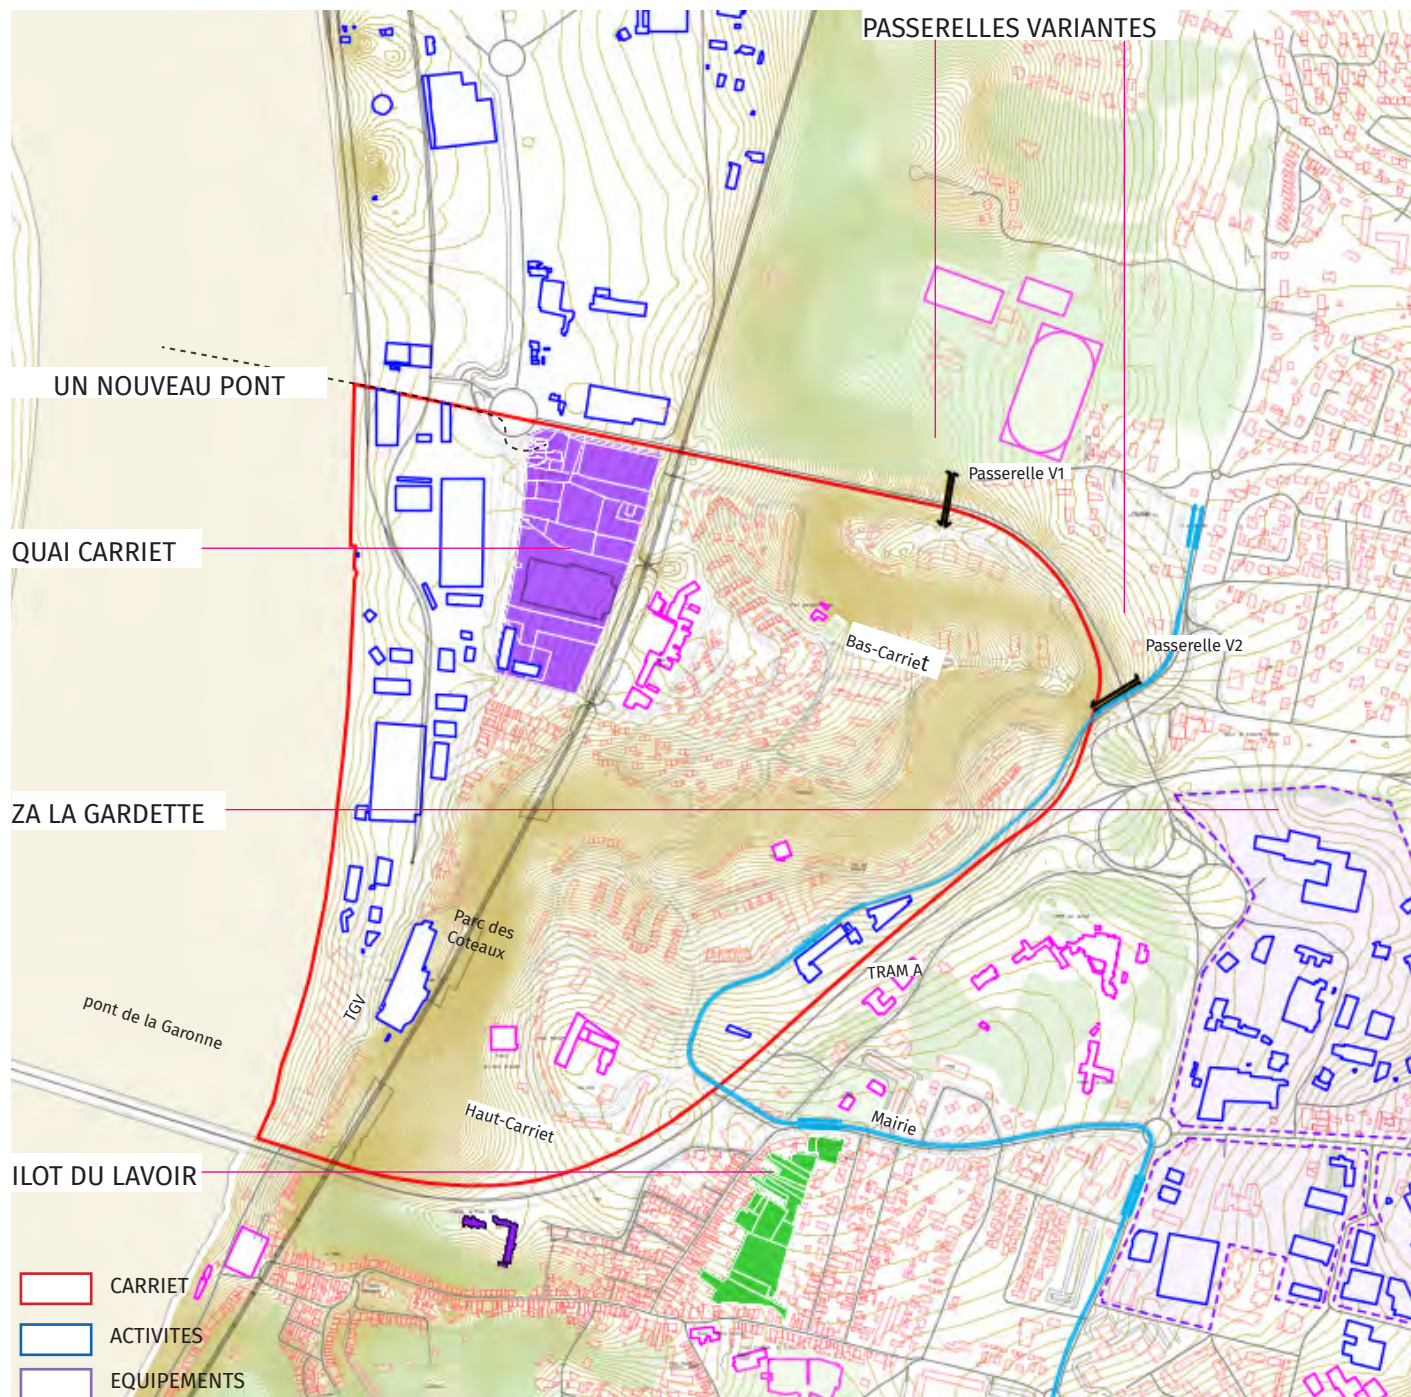 PASSERELLES VARIANTES
UN NOUVEAU PONT
Passerelle V1
QUAI CARRIET
Bas-Carriet
Passerelle V2
ZA LA GARDETTE
Parc des
Coteaux
TRAM A
TGV
pont de la Garonne
Haut-Carriet
Mairie
ILOT DU LAVOIR
CARRIET
ACTIVITES
EQUIPEMENTS